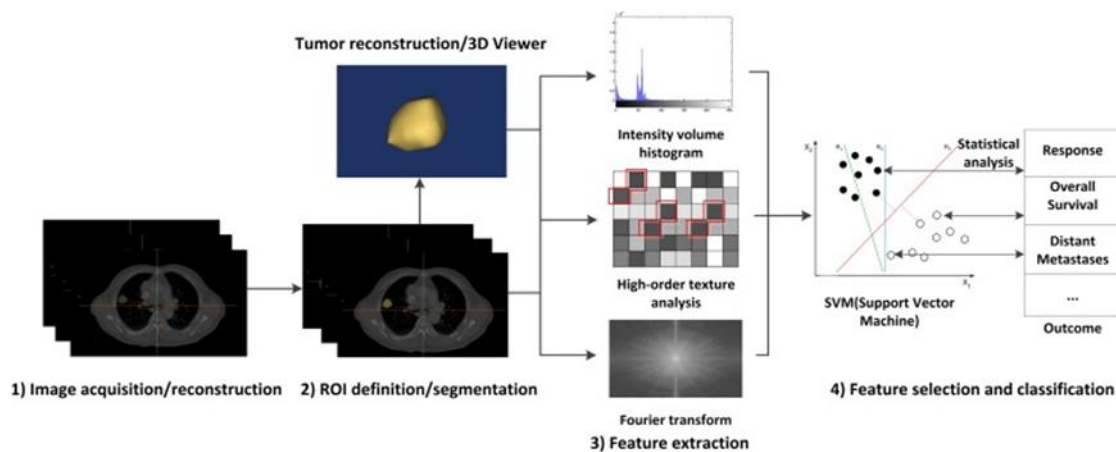 Tumor reconstruction/3D Viewer
1) Image acquisition/reconstruction
2) ROI definition/segmentation
Intensity volume
histogram
High-order texture
analysis
Fourier transform
3) Feature extraction
X₂
X₁
Statistical
analysis
SVM(Support Vector
Machine)
Response
Overall
Survival
Distant
Metastases
...
Outcome
4) Feature selection and classification